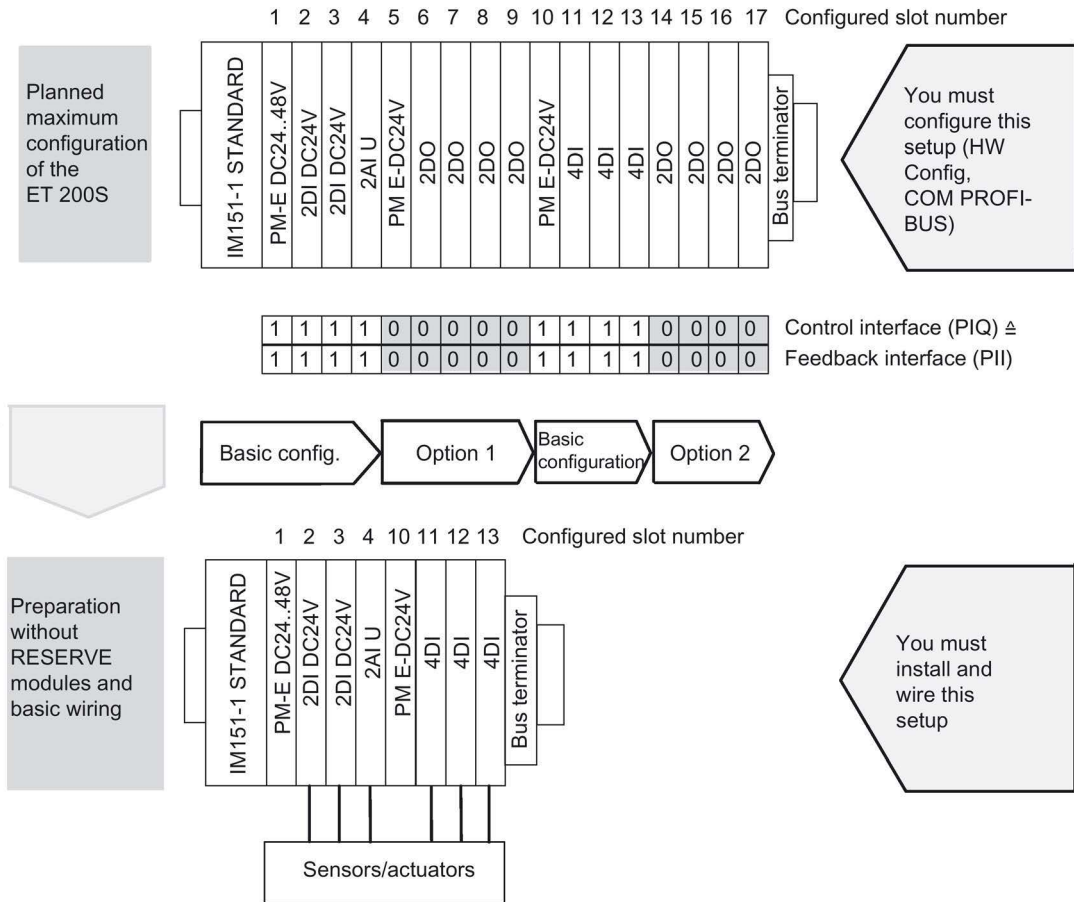 1 2 3 4 5 6 7 8 9 10 11 12 13 14 15 16 17 Configured slot number
Planned
maximum
configuration
of the
ET 200S
IM151-1 STANDARD
PM-E DC24..48V
2DI DC24V
2DI DC24V
2AI U
PM E-DC24V
2DO
2DO
2DO
2DO
PM E-DC24V
4DI
4DI
4DI
2DO
2DO
2DO
2DO
Bus terminator
You must
configure this
setup (HW
Config,
COM PROFI-
BUS)
1 1 1 1 0 0 0 0 0 1 1 1 1 0 0 0 0 Control interface (PIQ) ≙
1 1 1 1 0 0 0 0 0 1 1 1 1 0 0 0 0 Feedback interface (PII)
Basic config.
Option 1
Basic
configuration
Option 2
1 2 3 4 10 11 12 13 Configured slot number
Preparation
without
RESERVE
modules and
basic wiring
IM151-1 STANDARD
PM-E DC24..48V
2DI DC24V
2DI DC24V
2AI U
PM E-DC24V
4DI
4DI
4DI
Bus terminator
You must
install and
wire this
setup
Sensors/actuators